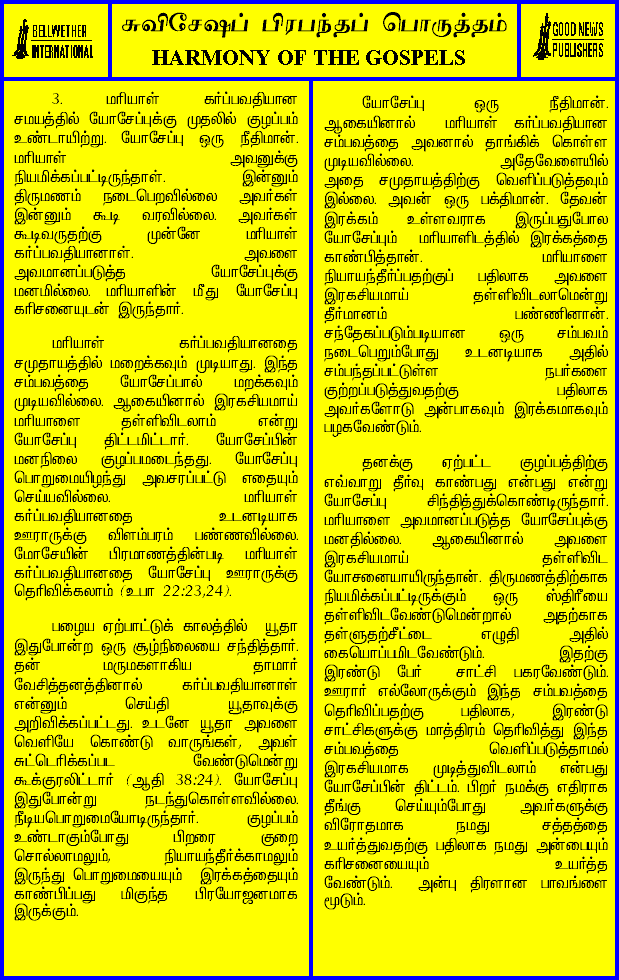 BELLWETHER
INTERNATIONAL
சுவிசேஷப் பிரபந்தப் பொருத்தம்
HARMONY OF THE GOSPELS
GOOD NEWS
PUBLISHERS
3. மரியாள் கர்ப்பவதியான
சமயத்தில் யோசேப்புக்கு முதலில் குழப்பம்
உண்டாயிற்று. யோசேப்பு ஒரு நீதிமான்.
மரியாள் அவனுக்கு
நியமிக்கப்பட்டிருந்தாள். இன்னும்
திருமணம் நடைபெறவில்லை அவர்கள்
இன்னும் கூடி வரவில்லை. அவர்கள்
கூடிவருதற்கு முன்னே மரியாள்
கர்ப்பவதியானாள். அவளை
அவமானப்படுத்த யோசேப்புக்கு
மனமில்லை. மரியாளின் மீது யோசேப்பு
கரிசனையுடன் இருந்தார்.
மரியாள் கர்ப்பவதியானதை
சமுதாயத்தில் மறைக்கவும் முடியாது. இந்த
சம்பவத்தை யோசேப்பால் மறக்கவும்
முடியவில்லை. ஆகையினால் இரகசியமாய்
மரியாளை தள்ளிவிடலாம் என்று
யோசேப்பு திட்டமிட்டார். யோசேப்பின்
மனநிலை குழப்பமடைந்தது. யோசேப்பு
பொறுமையிழந்து அவசரப்பட்டு எதையும்
செய்யவில்லை. மரியாள்
கர்ப்பவதியானதை உடனடியாக
ஊராருக்கு விளம்பரம் பண்ணவில்லை.
மோசேயின் பிரமாணத்தின்படி மரியாள்
கர்ப்பவதியானதை யோசேப்பு ஊராருக்கு
தெரிவிக்கலாம் (உபா 22:23,24).
பழைய ஏற்பாட்டுக் காலத்தில் யூதா
இதுபோன்ற ஒரு சூழ்நிலையை சந்தித்தார்.
தன் மருமகளாகிய தாமார்
வேசித்தனத்தினால் கர்ப்பவதியானாள்
என்னும் செய்தி யூதாவுக்கு
அறிவிக்கப்பட்டது. உடனே யூதா அவளை
வெளியே கொண்டு வாருங்கள், அவள்
சுட்டெரிக்கப்பட வேண்டுமென்று
கூக்குரலிட்டார் (ஆதி 38:24). யோசேப்பு
இதுபோன்று நடந்துகொள்ளவில்லை.
நீடியபொறுமையோடிருந்தார். குழப்பம்
உண்டாகும்போது பிறரை குறை
சொல்லாமலும், நியாயந்தீர்க்காமலும்
இருந்து பொறுமையையும் இரக்கத்தையும்
காண்பிப்பது மிகுந்த பிரயோஜனமாக
இருக்கும்.
யோசேப்பு ஒரு நீதிமான்.
ஆகையினால் மரியாள் கர்ப்பவதியான
சம்பவத்தை அவனால் தாங்கிக் கொள்ள
முடியவில்லை. அதேவேளையில்
அதை சமுதாயத்திற்கு வெளிப்படுத்தவும்
இல்லை. அவன் ஒரு பக்திமான். தேவன்
இரக்கம் உள்ளவராக இருப்பதுபோல
யோசேப்பும் மரியாளிடத்தில் இரக்கத்தை
காண்பித்தான். மரியாளை
நியாயந்தீர்ப்பதற்குப் பதிலாக அவளை
இரகசியமாய் தள்ளிவிடலாமென்று
தீர்மானம் பண்ணினான்.
சந்தேகப்படும்படியான ஒரு சம்பவம்
நடைபெறும்போது உடனடியாக அதில்
சம்பந்தப்பட்டுள்ள நபர்களை
குற்றப்படுத்துவதற்கு பதிலாக
அவர்களோடு அன்பாகவும் இரக்கமாகவும்
பழகவேண்டும்.
தனக்கு ஏற்பட்ட குழப்பத்திற்கு
எவ்வாறு தீர்வு காண்பது என்பது என்று
யோசேப்பு சிந்தித்துக்கொண்டிருந்தார்.
மரியாளை அவமானப்படுத்த யோசேப்புக்கு
மனதில்லை. ஆகையினால் அவளை
இரகசியமாய் தள்ளிவிட
யோசனையாயிருந்தான். திருமணத்திற்காக
நியமிக்கப்பட்டிருக்கும் ஒரு ஸ்திரீயை
தள்ளிவிடவேண்டுமென்றால் அதற்காக
தள்ளுதற்சீட்டை எழுதி அதில்
கையொப்பமிடவேண்டும். இதற்கு
இரண்டு பேர் சாட்சி பகரவேண்டும்.
ஊரார் எல்லோருக்கும் இந்த சம்பவத்தை
தெரிவிப்பதற்கு பதிலாக, இரண்டு
சாட்சிகளுக்கு மாத்திரம் தெரிவித்து இந்த
சம்பவத்தை வெளிப்படுத்தாமல்
இரகசியமாக முடித்துவிடலாம் என்பது
யோசேப்பின் திட்டம். பிறர் நமக்கு எதிராக
தீங்கு செய்யும்போது அவர்களுக்கு
விரோதமாக நமது சத்தத்தை
உயர்த்துவதற்கு பதிலாக நமது அன்பையும்
கரிசனையையும் உயர்த்த
வேண்டும். அன்பு திரளான பாவங்களை
மூடும்.